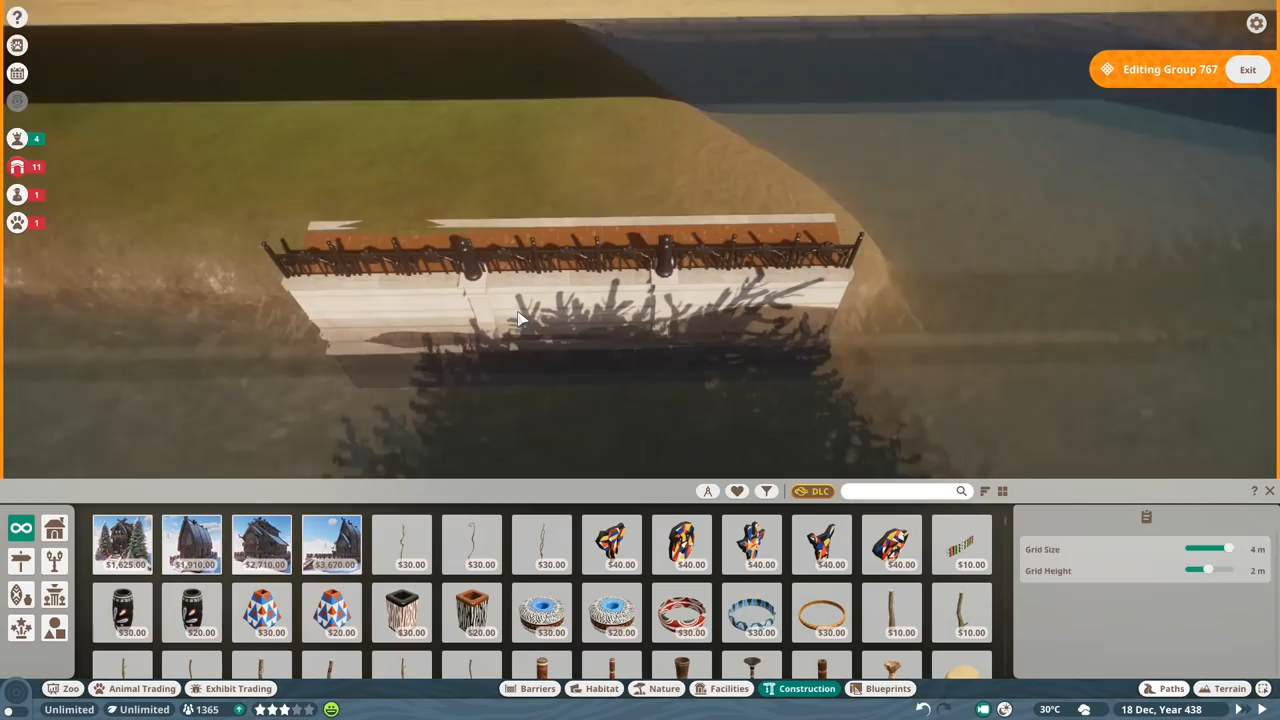 Editing Group 767
Exit
4
11
1
1
DLC
$1,625.00
$1,910.00
$2,710.00
$3,670.00
$30.00
$30.00
$30.00
$40.00
$40.00
$40.00
$40.00
$40.00
$10.00
Grid Size
4 m
Grid Height
2 m
$30.00
$20.00
$30.00
$20.00
$30.00
$20.00
$30.00
$20.00
$30.00
$30.00
$30.00
$10.00
$10.00
Zoo
Animal Trading
Exhibit Trading
Barriers
Habitat
Nature
Facilities
Construction
Blueprints
Paths
Terrain
Unlimited
Unlimited
1365
30°C
18 Dec, Year 438